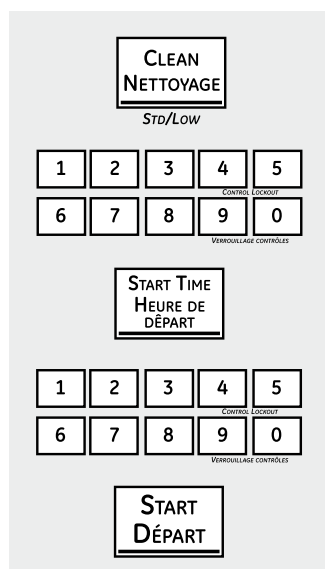 CLEAN
NETTOYAGE
STD/LOW
1 2 3 4 5
CONTROL LOCKOUT
6 7 8 9 0
VERROUILLAGE CONTRÔLES
START TIME
HEURE DE
DÊPART
1 2 3 4 5
CONTROL LOCKOUT
6 7 8 9 0
VERROUILLAGE CONTRÔLES
START
DÉPART